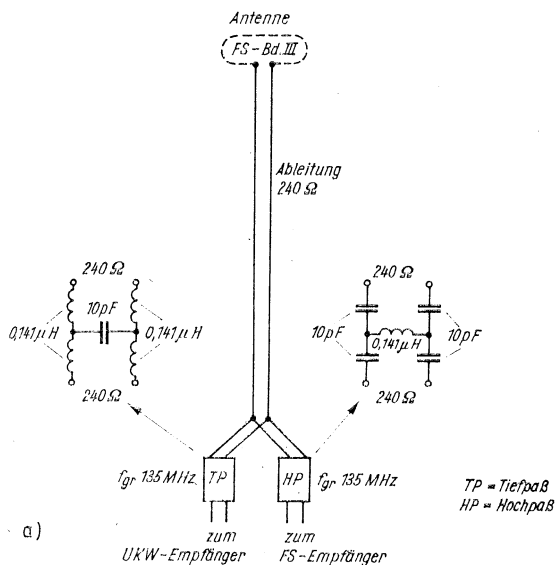 Antenne
FS-Bd. III
Ableitung
240 Ω
240 Ω
10pF
0,141 µH
0,141 µH
240 Ω
240 Ω
10pF
0,141 µH
10pF
240 Ω
fgr 135 MHz
TP
HP
fgr 135 MHz
TP = Tiefpaß
HP = Hochpaß
a)
zum
UKW-Empfänger
zum
FS-Empfänger